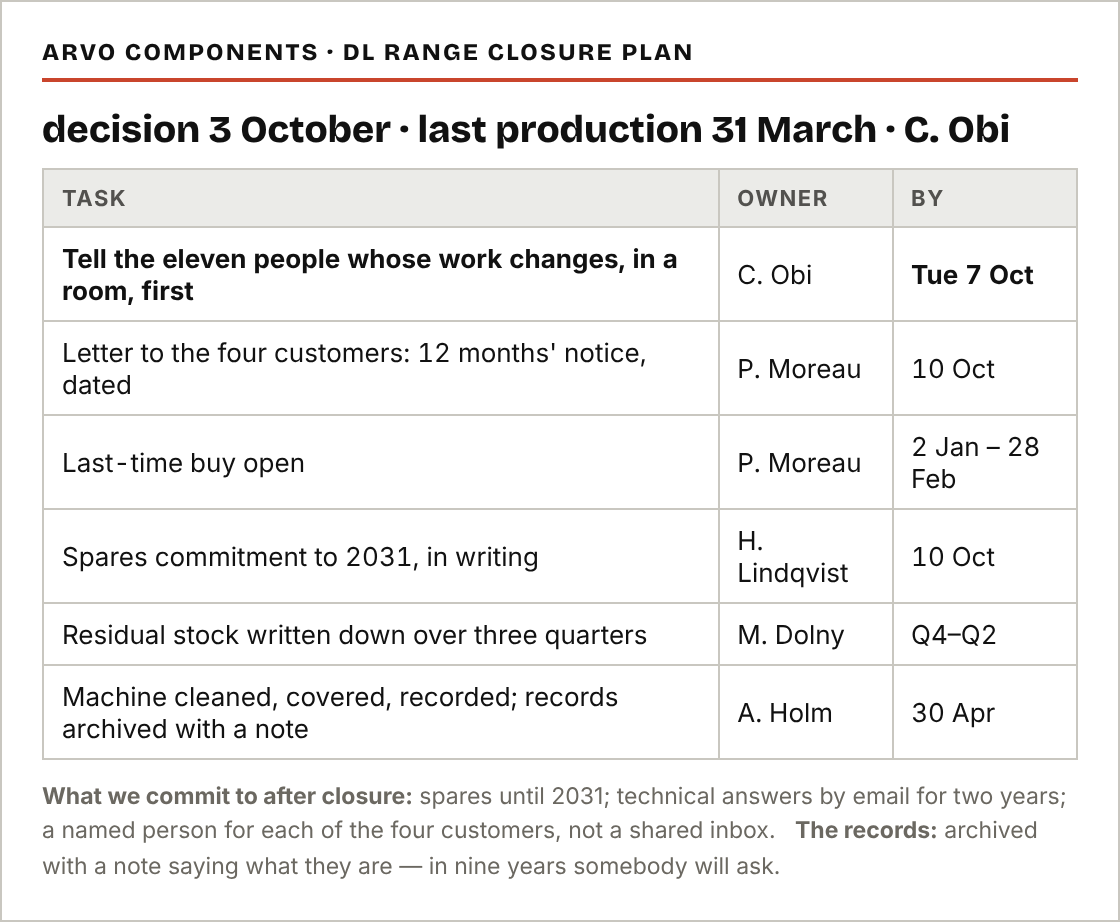 ARVO COMPONENTS · DL RANGE CLOSURE PLAN
decision 3 October · last production 31 March · C. Obi
TASK OWNER BY
Tell the eleven people whose work changes, in a
room, first
C. Obi
Tue 7 Oct
Letter to the four customers: 12 months' notice,
dated
P. Moreau
10 Oct
Last-time buy open
P. Moreau
2 Jan – 28
Feb
Spares commitment to 2031, in writing
H.
Lindqvist
10 Oct
Residual stock written down over three quarters
M. Dolny
Q4–Q2
Machine cleaned, covered, recorded; records
archived with a note
A. Holm
30 Apr
What we commit to after closure: spares until 2031; technical answers by email for two years;
a named person for each of the four customers, not a shared inbox. The records: archived
with a note saying what they are — in nine years somebody will ask.